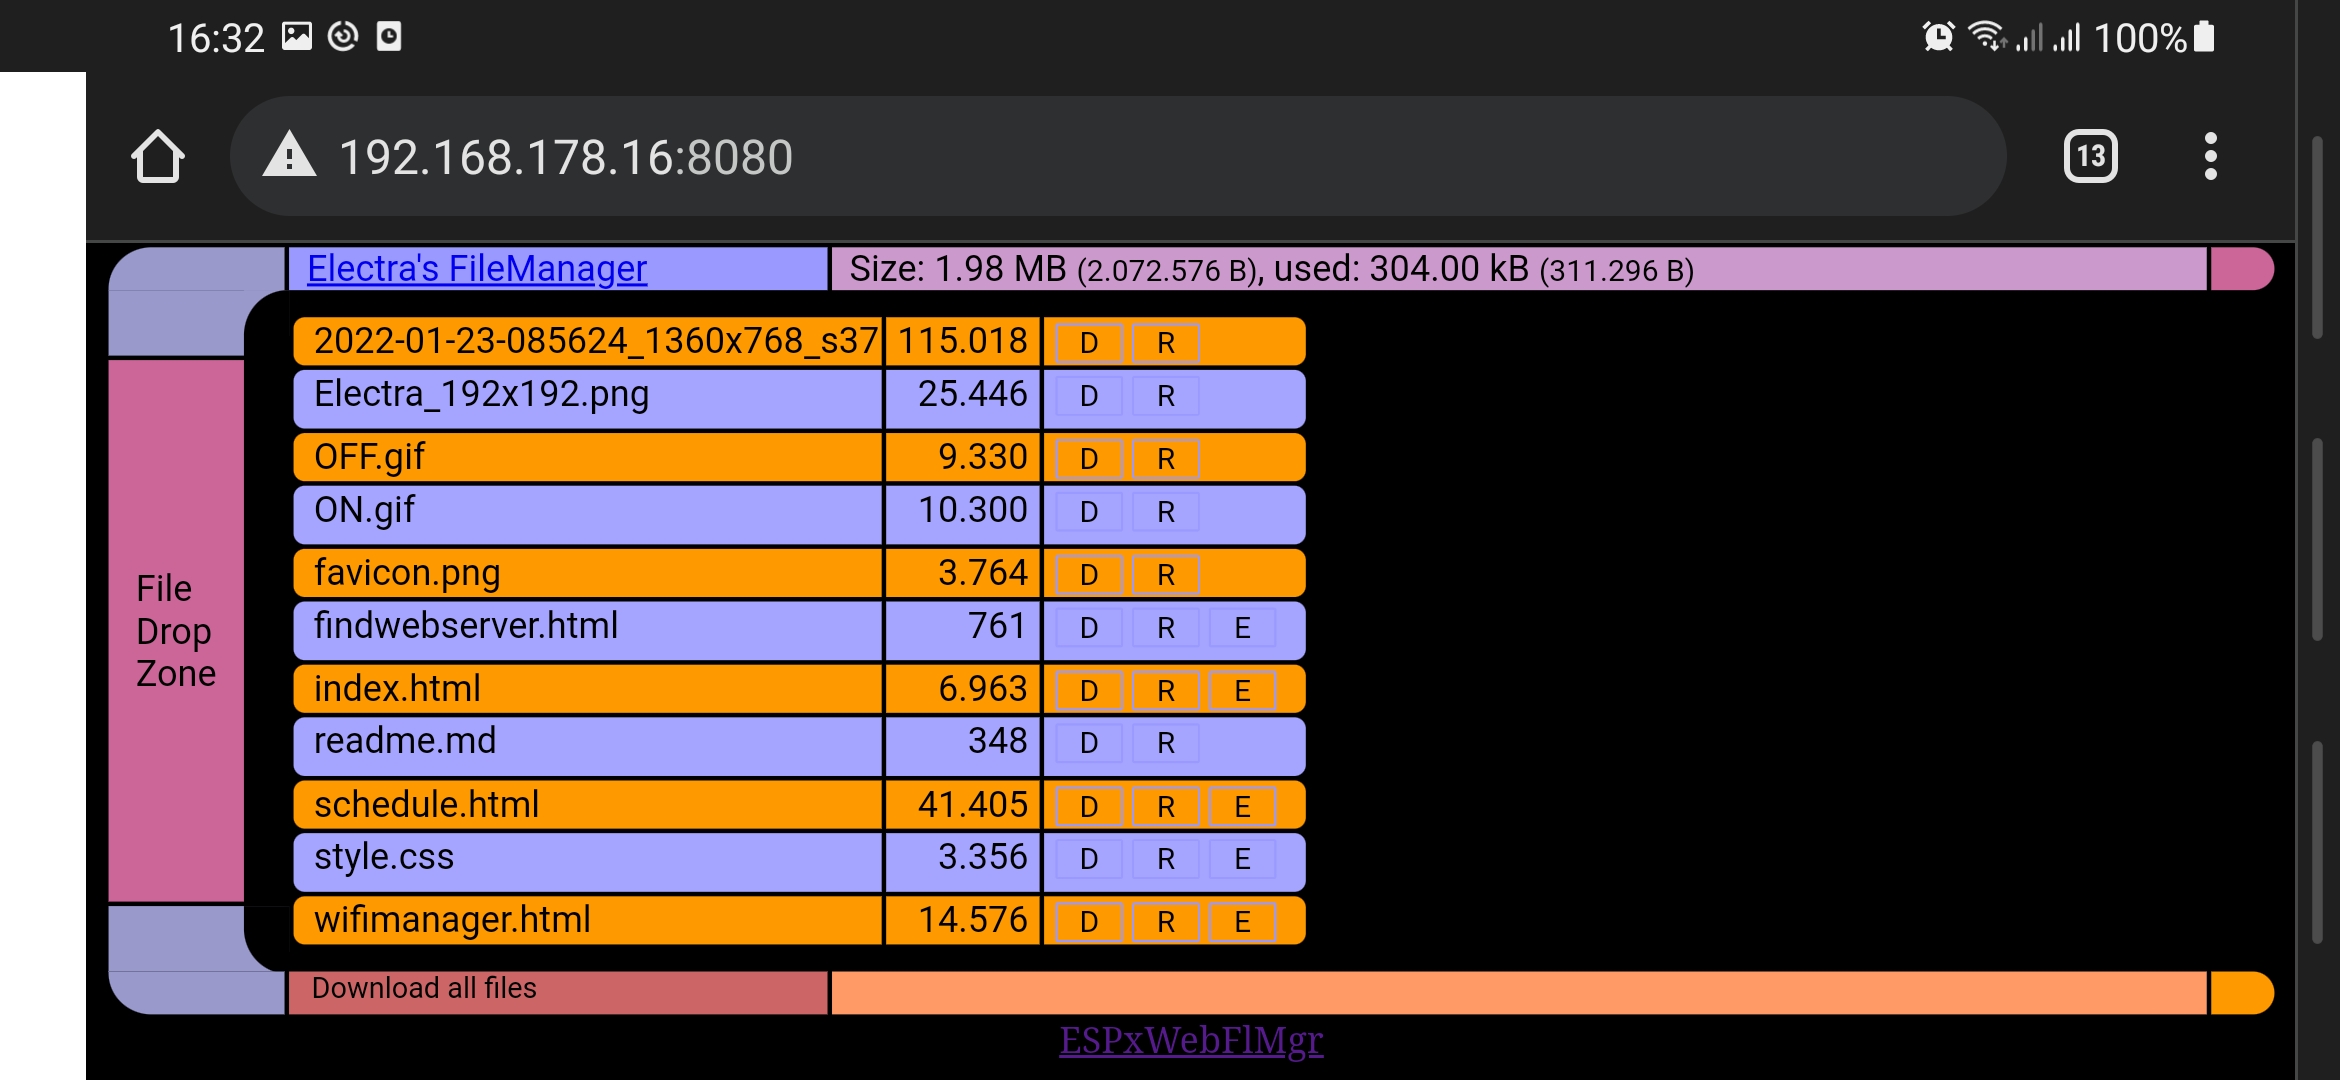 16:32 100%
192.168.178.16:8080 13
Electra's FileManager Size: 1.98 MB (2.072.576 B), used: 304.00 kB (311.296 B)
2022-01-23-085624_1360x768_s37 115.018 D R
Electra_192x192.png 25.446 D R
OFF.gif 9.330 D R
ON.gif 10.300 D R
favicon.png 3.764 D R
findwebserver.html 761 D R E
index.html 6.963 D R E
readme.md 348 D R
schedule.html 41.405 D R E
style.css 3.356 D R E
wifimanager.html 14.576 D R E
File
Drop
Zone
Download all files
ESPxWebFlMgr